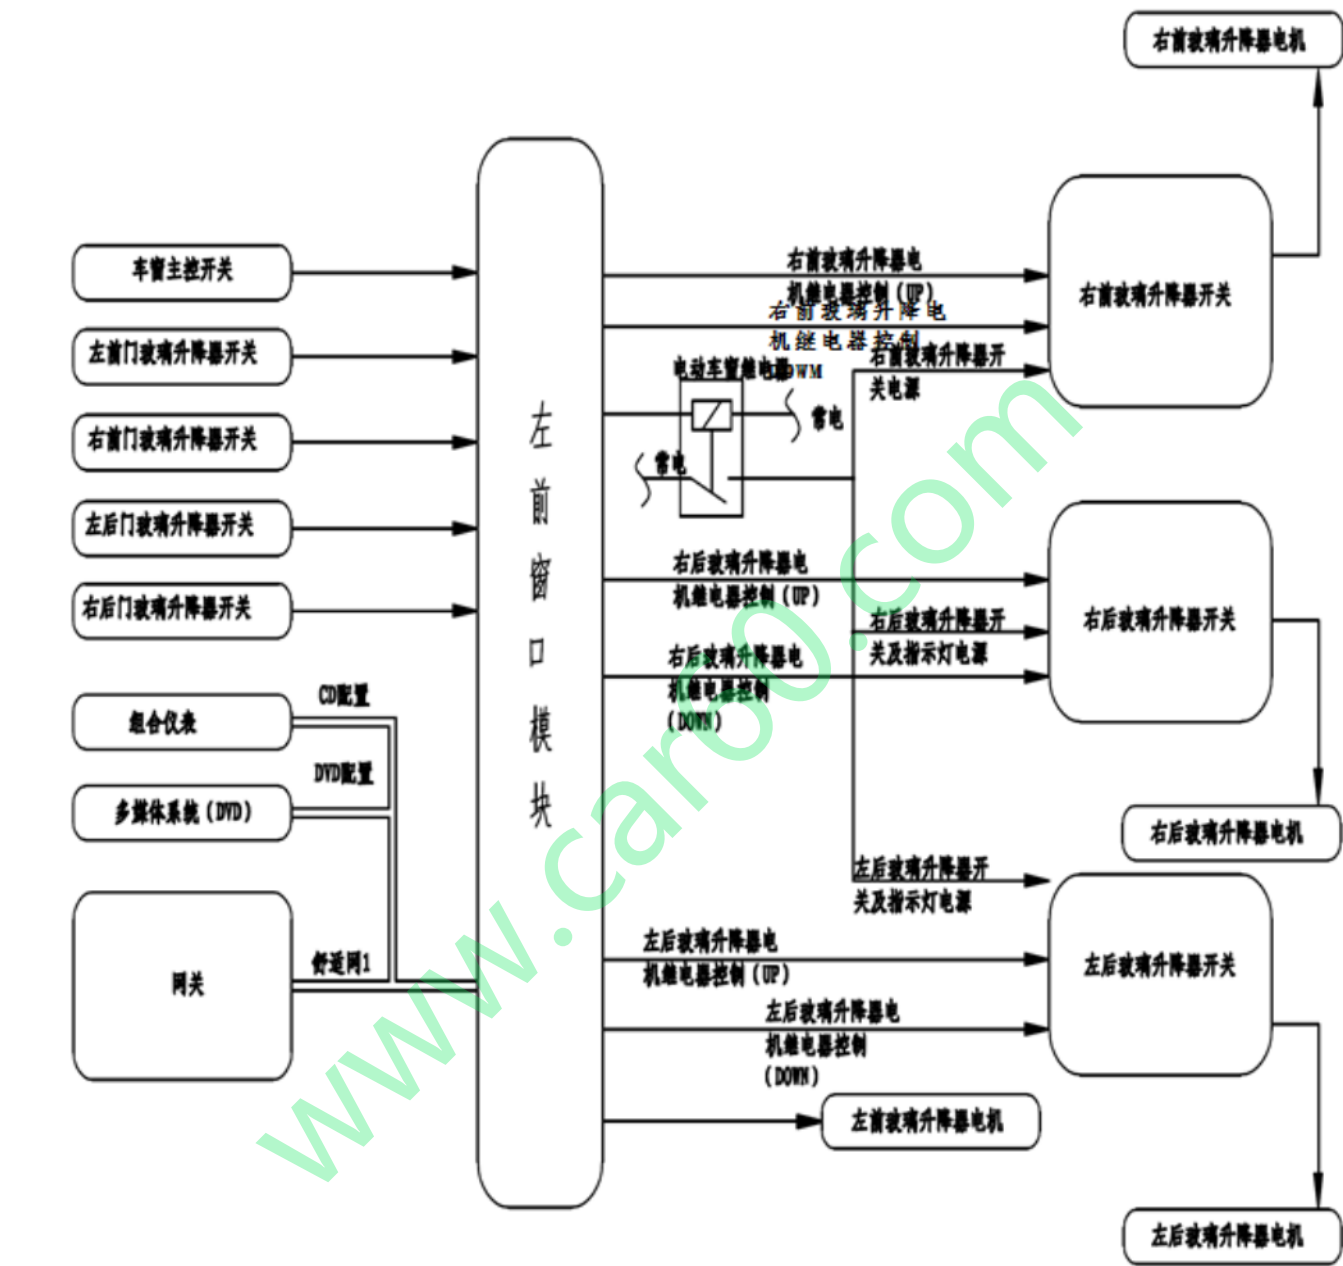 右前玻璃升降器电机
车窗主控开关
左前门玻璃升降器开关
右前门玻璃升降器开关
左后门玻璃升降器开关
右后门玻璃升降器开关
CD配置
组合仪表
DVD配置
多媒体系统(DVD)
舒适网1
网关
左
前
窗
口
模
块
右前玻璃升降器电
机继电器控制(UP)
右前玻璃升降电
机继电器控制
电动车窗继电器
常电
常电
右前玻璃升降器开
关电源
右前玻璃升降器开关
右后玻璃升降器电
机继电器控制(UP)
右后玻璃升降器开
关及指示灯电源
右后玻璃升降器电
机继电器控制
(DOWN)
右后玻璃升降器开关
右后玻璃升降器电机
左后玻璃升降器开
关及指示灯电源
左后玻璃升降器电
机继电器控制(UP)
左后玻璃升降器电
机继电器控制
(DOWN)
左后玻璃升降器开关
左前玻璃升降器电机
左后玻璃升降器电机
www.car60.com